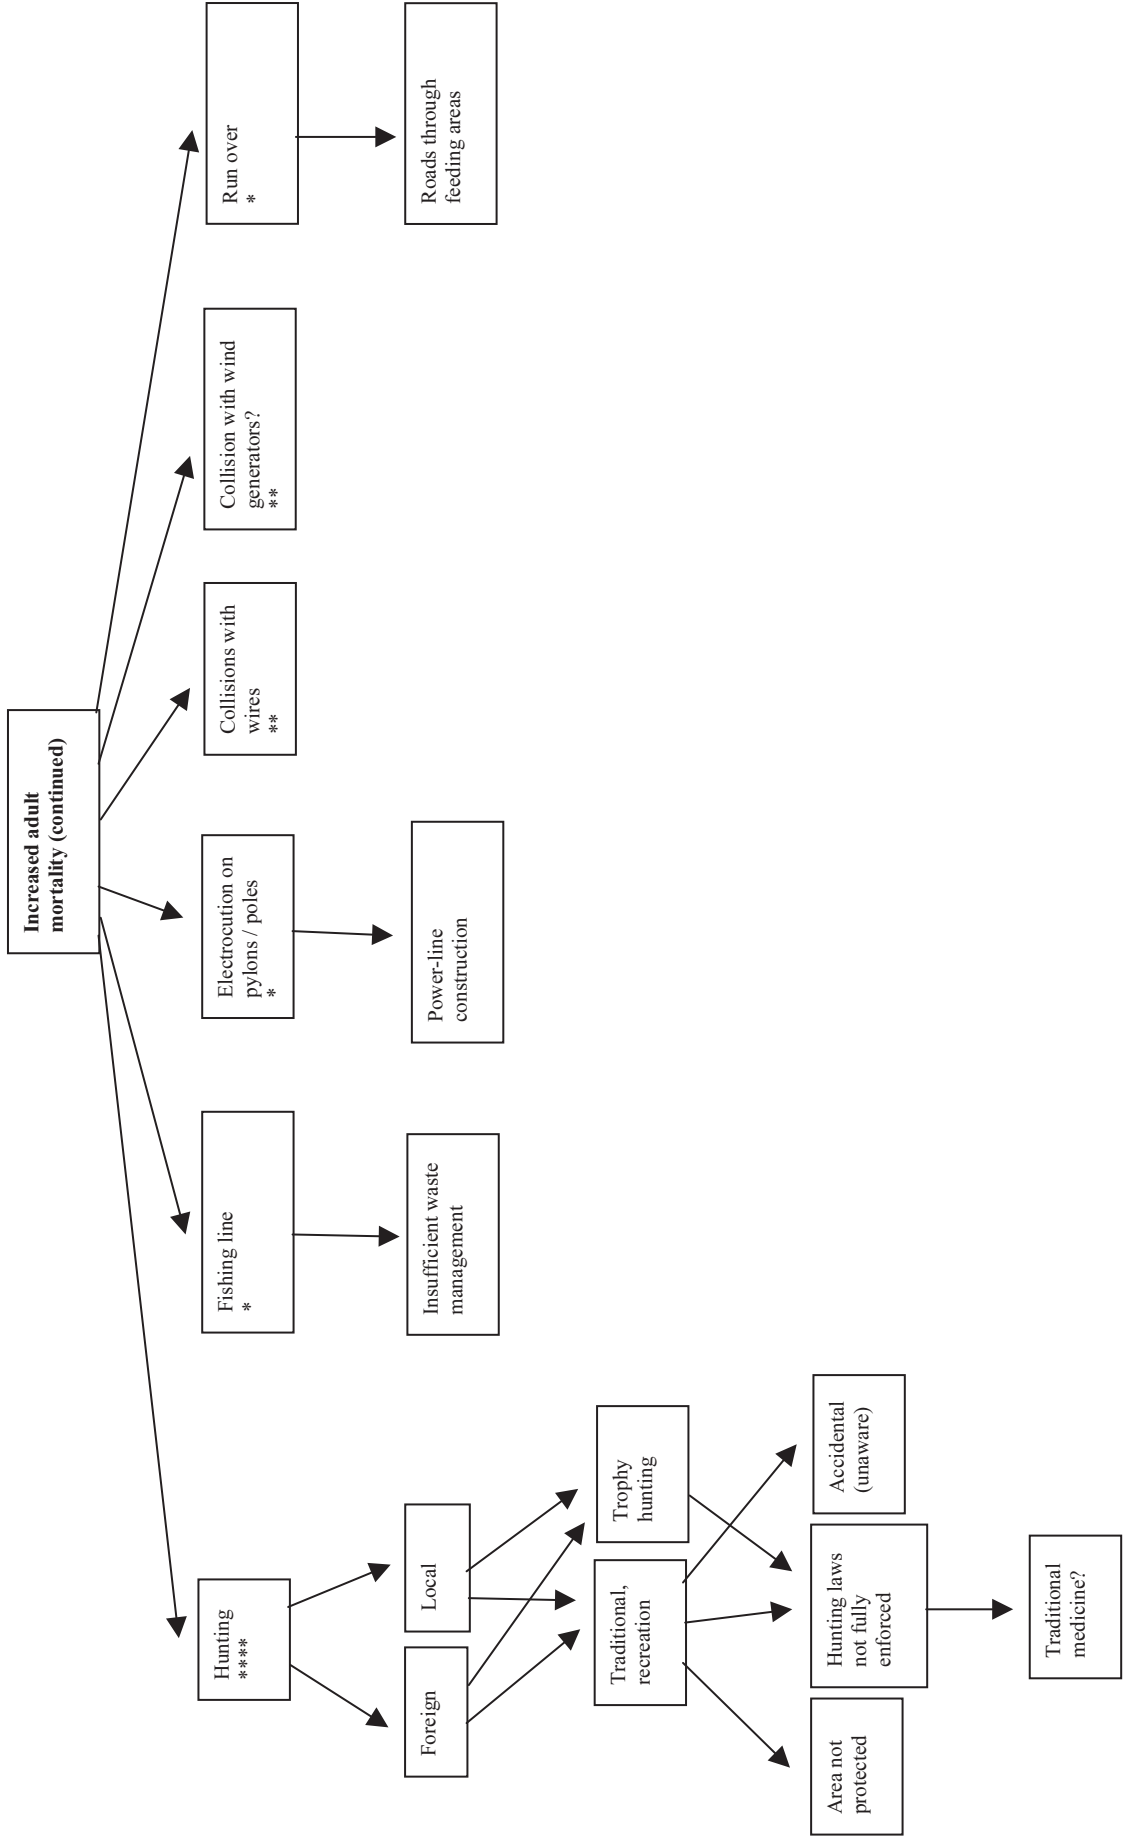 Increased adult
mortality (continued)
Hunting
****
Fishing line
*
Electrocution on
pylons / poles
*
Collisions with
wires
**
Collision with wind
generators?
**
Run over
*
Foreign
Local
Insufficient waste
management
Power-line
construction
Roads through
feeding areas
Traditional,
recreation
Trophy
hunting
Area not
protected
Hunting laws
not fully
enforced
Accidental
(unaware)
Traditional
medicine?